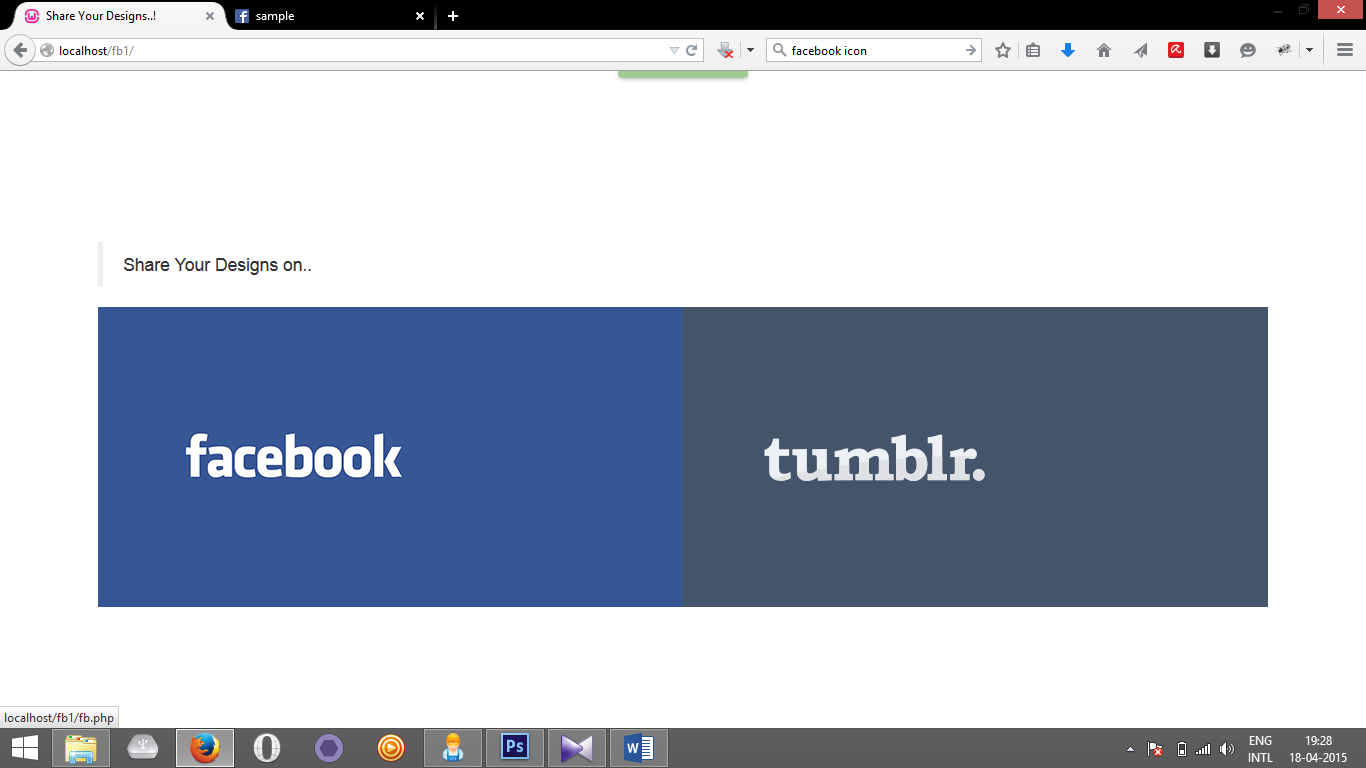 Share Your Designs..!
sample
localhost/fb1/
facebook icon
Share Your Designs on..
facebook
tumblr.
localhost/fb1/fb.php
Ps
W
ENG
INTL
19:28
18-04-2015